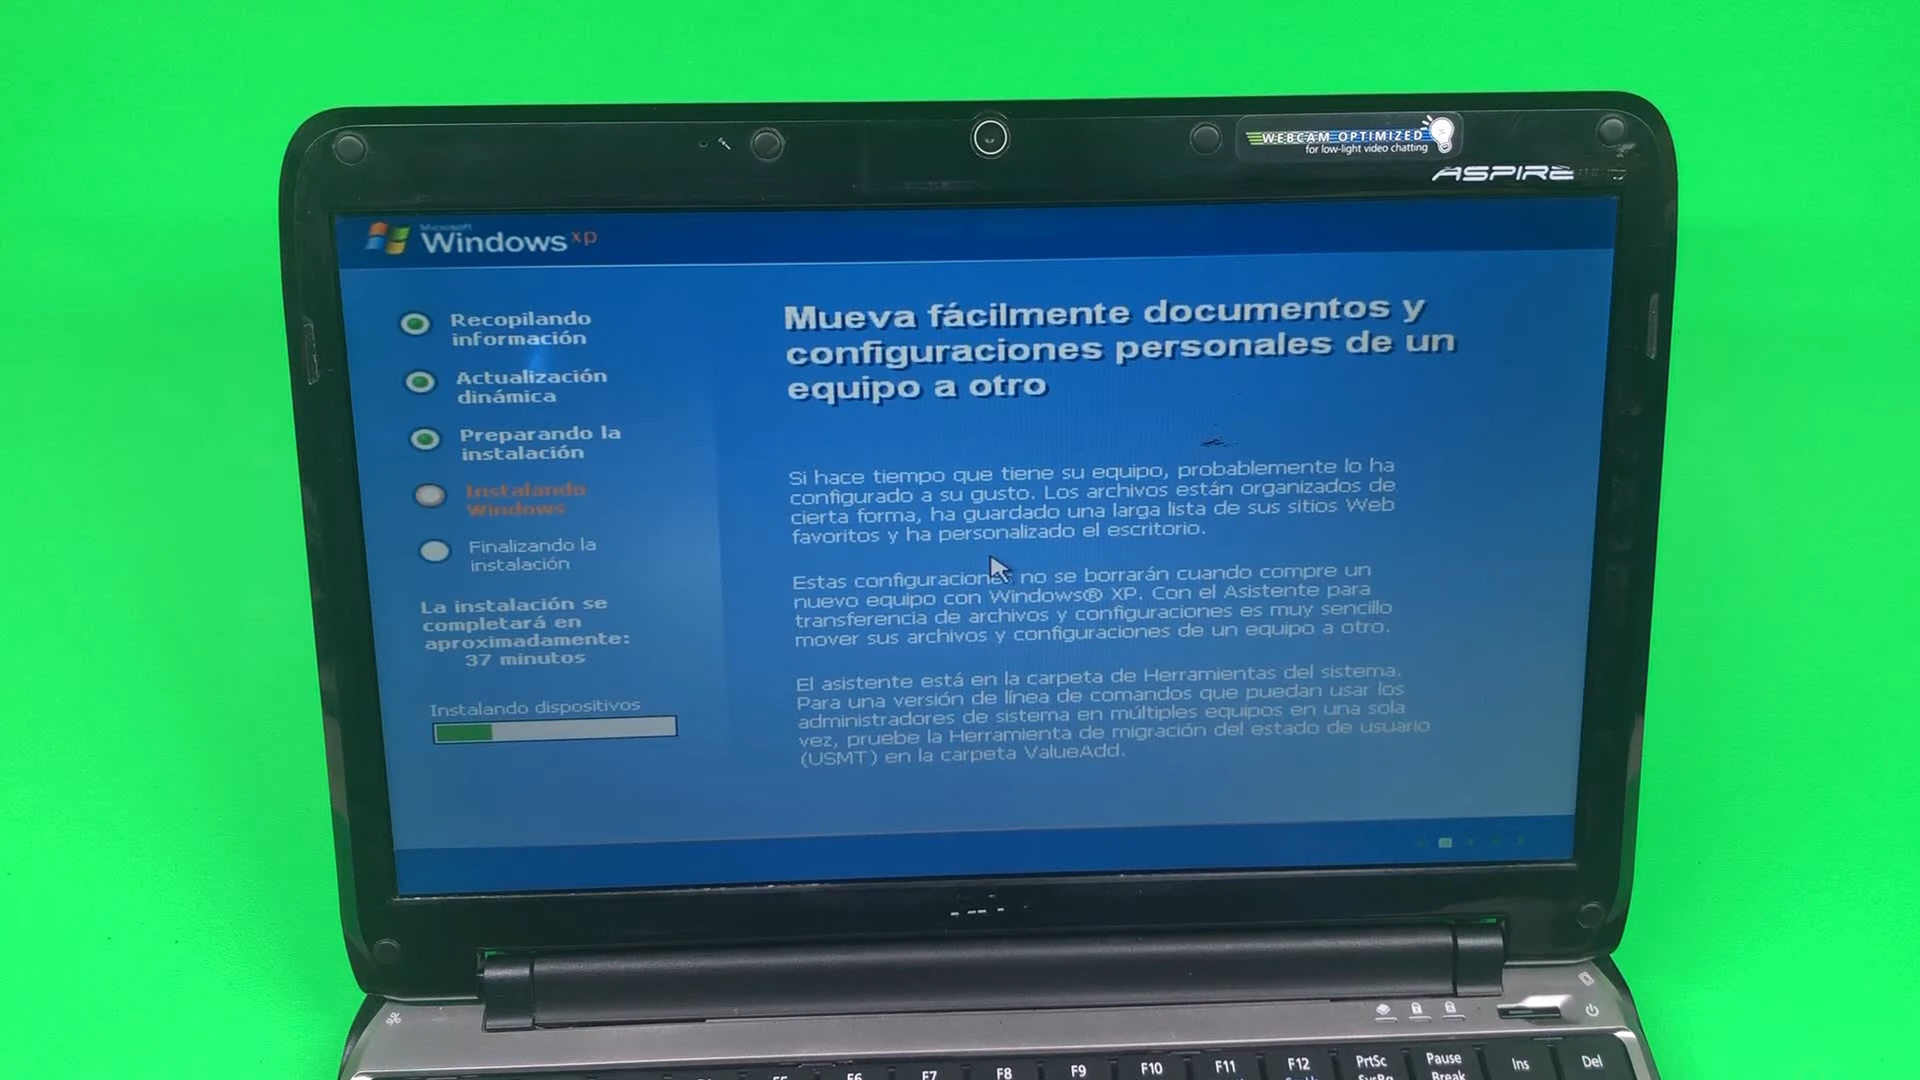 WEBCAM OPTIMIZED
for low-light video chatting
ASPIRE
Microsoft
Windows xp
Recopilando
información
Actualización
dinámica
Preparando la
instalación
Instalando
Windows
Finalizando la
instalación
La instalación se
completará en
aproximadamente:
37 minutos
Instalando dispositivos
Mueva fácilmente documentos y
configuraciones personales de un
equipo a otro
Si hace tiempo que tiene su equipo, probablemente lo ha
configurado a su gusto. Los archivos están organizados de
cierta forma, ha guardado una larga lista de sus sitios Web
favoritos y ha personalizado el escritorio.
Estas configuraciones no se borrarán cuando compre un
nuevo equipo con Windows® XP. Con el Asistente para
transferencia de archivos y configuraciones es muy sencillo
mover sus archivos y configuraciones de un equipo a otro.
El asistente está en la carpeta de Herramientas del sistema.
Para una versión de línea de comandos que puedan usar los
administradores de sistema en múltiples equipos en una sola
vez, pruebe la Herramienta de migración del estado de usuario
(USMT) en la carpeta ValueAdd.
F6 F7 F8 F9 F10 F11 F12 PrtSc Pause Ins Del
SysRq Break